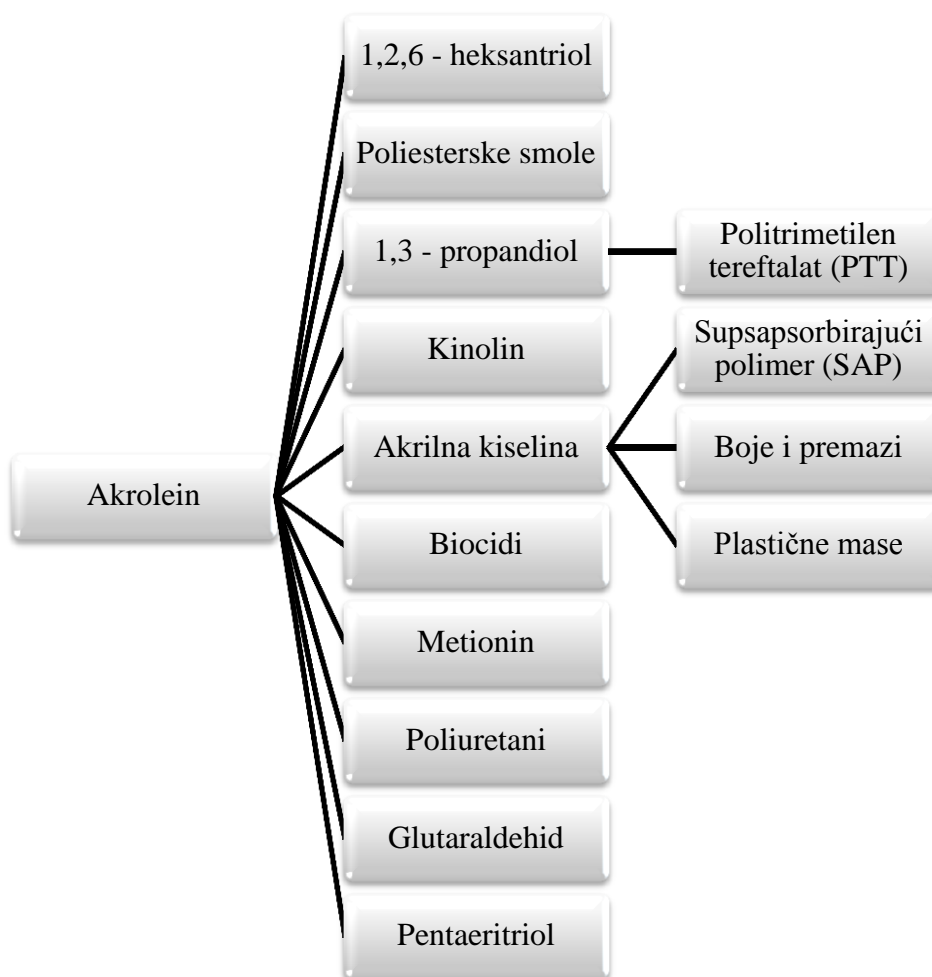 Akrolein
1,2,6 - heksantriol
Poliesterske smole
1,3 - propandiol
Kinolin
Akrilna kiselina
Biocidi
Metionin
Poliuretani
Glutaraldehid
Pentaeritriol
Politrimetilen
tereftalat (PTT)
Supsapsorbirajući
polimer (SAP)
Boje i premazi
Plastične mase